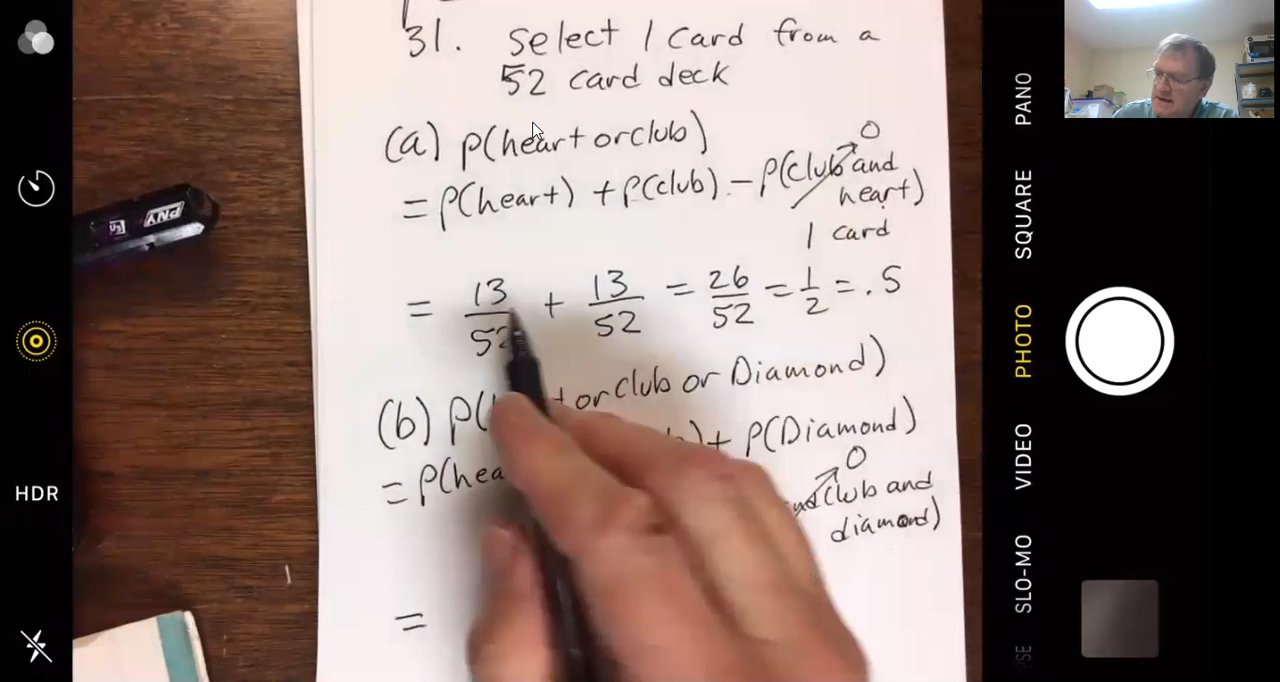 31. select 1 card from a
52 card deck
(a) P(heart or club)
= P(heart) + P(club) - P(club and
heart)
0
1 card
= 13/52 + 13/52 = 26/52 = 1/2 = .5
(b) P( or Club or Diamond)
= P(hea + P(Diamond)
0
Club and
diamond)
=
HDR
PANO
SQUARE
PHOTO
VIDEO
SLO-MO
PNY